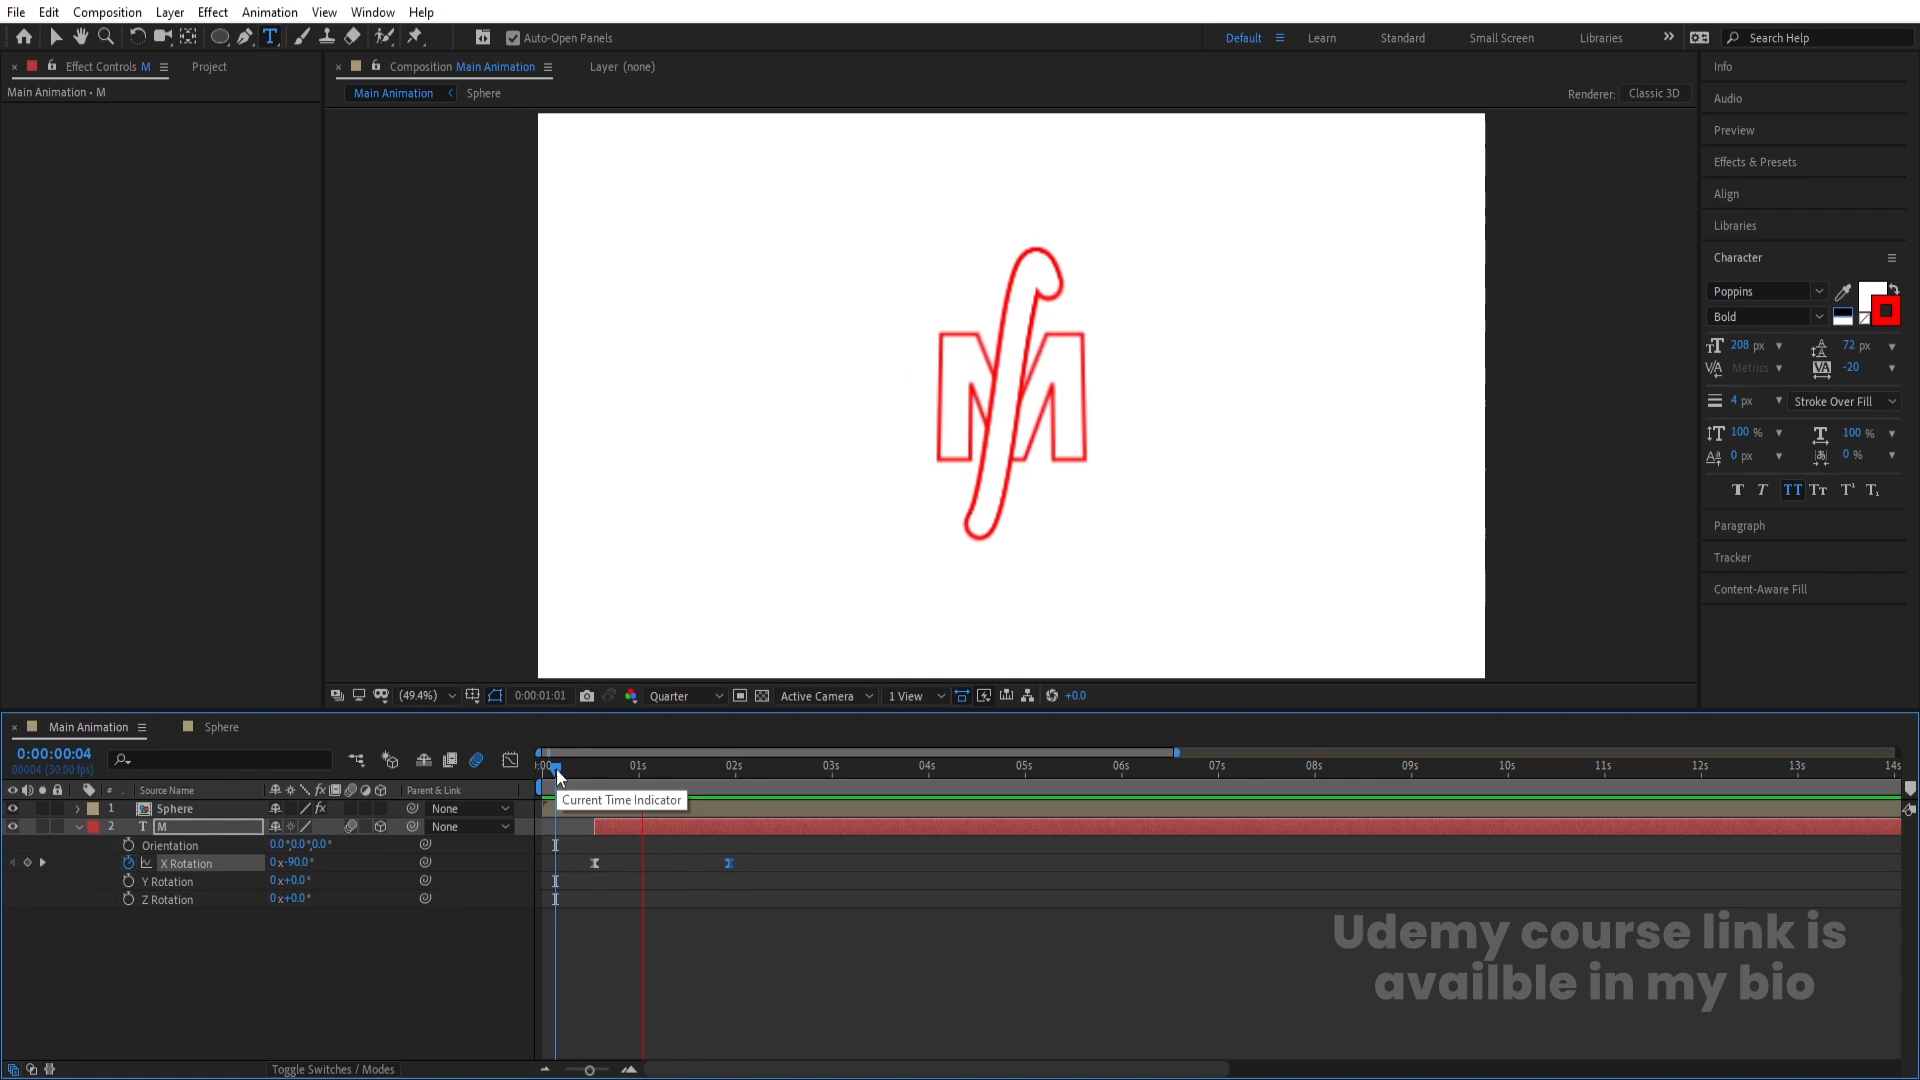 File Edit Composition Layer Effect Animation View Window Help
Auto-Open Panels
Default Learn Standard Small Screen Libraries
Search Help
Effect Controls M Project
Composition Main Animation Layer (none)
Info
Main Animation • M
Main Animation Sphere
Renderer: Classic 3D
Audio
Preview
Effects & Presets
Align
Libraries
Character
Poppins
Bold
208 px 72 px
Metrics -20
4 px Stroke Over Fill
100 % 100 %
0 px 0 %
Paragraph
Tracker
Content-Aware Fill
M
(49.4%) 0:00:01:01 Quarter Active Camera 1 View +0.0
Main Animation Sphere
0:00:00:04
00004 (30.00 fps)
:00 01s 02s 03s 04s 05s 06s 07s 08s 09s 10s 11s 12s 13s 14s
# Source Name Parent & Link
1 Sphere None
Current Time Indicator
2 T M None
Orientation 0.0°,0.0°,0.0°
X Rotation 0x-90.0°
Y Rotation 0x+0.0°
Z Rotation 0x+0.0°
Udemy course link is
availble in my bio
Toggle Switches / Modes